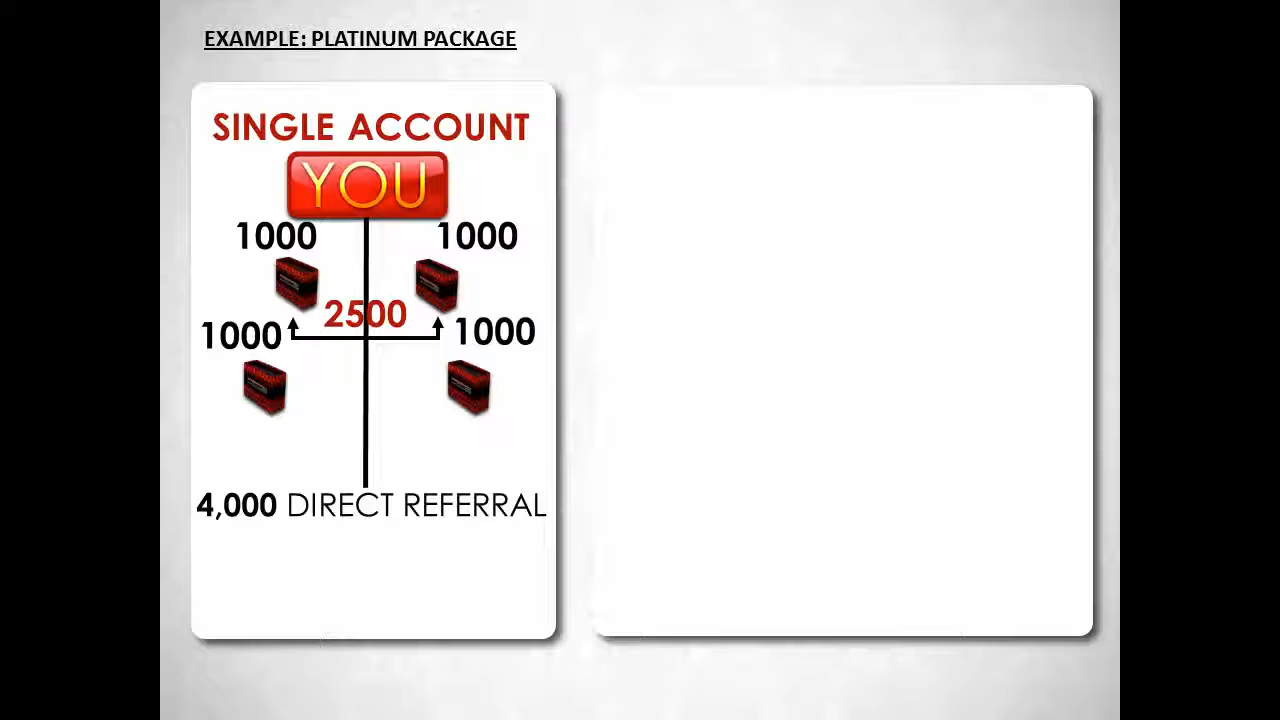 EXAMPLE: PLATINUM PACKAGE
SINGLE ACCOUNT
YOU
1000 1000
2500
1000 1000
4,000 DIRECT REFERRAL